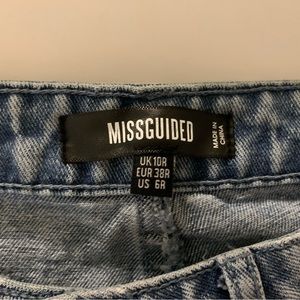 MISSGUIDED
MADE IN
CHINA
UK 10R
EUR 38R
US 6R